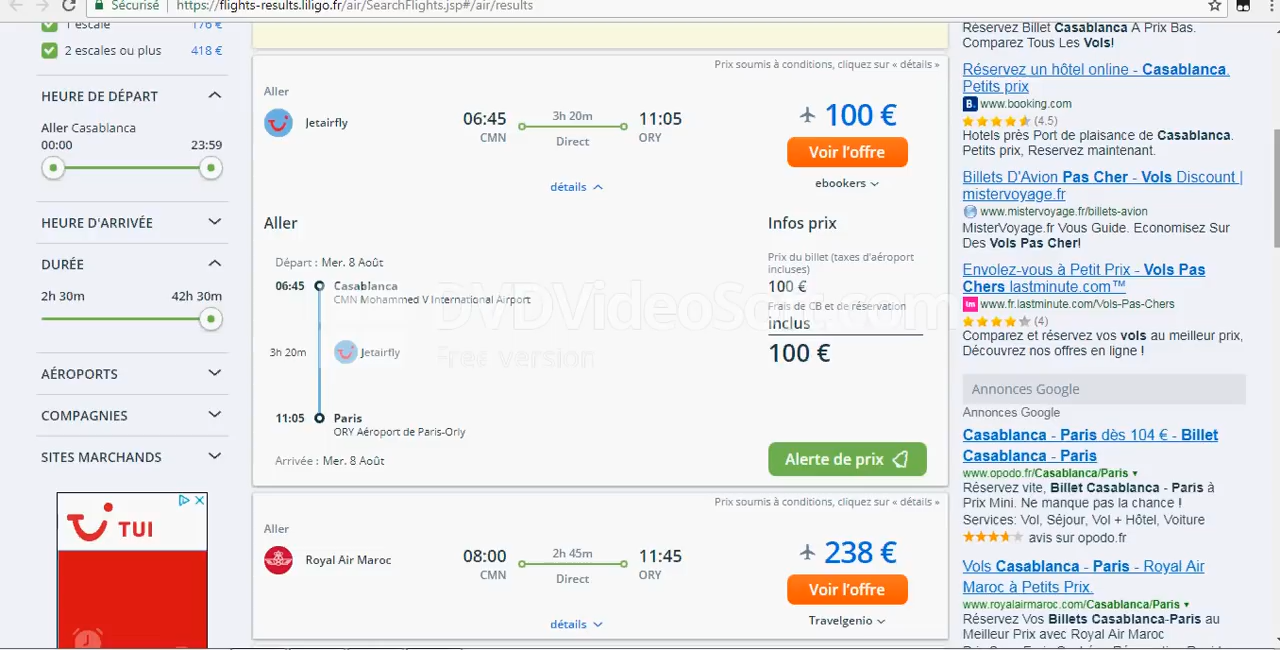 Sécurisé
https://flights-results.liligo.fr/air/SearchFlights.jsp#/air/results
1 escale 176 €
2 escales ou plus 418 €
HEURE DE DÉPART
Aller Casablanca
00:00 23:59
HEURE D'ARRIVÉE
DURÉE
2h 30m 42h 30m
AÉROPORTS
COMPAGNIES
SITES MARCHANDS
TUI
Prix soumis à conditions, cliquez sur « détails »
Aller
Jetairfly
06:45 3h 20m 11:05
CMN Direct ORY
100 €
Voir l'offre
ebookers
détails
Aller
Départ : Mer. 8 Août
06:45 Casablanca
CMN Mohammed V International Airport
3h 20m Jetairfly
11:05 Paris
ORY Aéroport de Paris-Orly
Arrivée : Mer. 8 Août
Infos prix
Prix du billet (taxes d'aéroport
incluses)
100 €
Frais de CB et de réservation
inclus
100 €
Alerte de prix
DVDVideoSoft.com
Free version
Prix soumis à conditions, cliquez sur « détails »
Aller
Royal Air Maroc
08:00 2h 45m 11:45
CMN Direct ORY
238 €
Voir l'offre
Travelgenio
détails
Réservez Billet Casablanca A Prix Bas.
Comparez Tous Les Vols!
Réservez un hôtel online - Casablanca.
Petits prix
B. www.booking.com
(4.5)
Hotels près Port de plaisance de Casablanca.
Petits prix, Reservez maintenant.
Billets D'Avion Pas Cher - Vols Discount |
mistervoyage.fr
www.mistervoyage.fr/billets-avion
MisterVoyage.fr Vous Guide. Economisez Sur
Des Vols Pas Cher!
Envolez-vous à Petit Prix - Vols Pas
Chers lastminute.com™
lm www.fr.lastminute.com/Vols-Pas-Chers
(4)
Comparez et réservez vos vols au meilleur prix,
Découvrez nos offres en ligne !
Annonces Google
Annonces Google
Casablanca - Paris dès 104 € - Billet
Casablanca - Paris
www.opodo.fr/Casablanca/Paris
Réservez vite, Billet Casablanca - Paris à
Prix Mini. Ne manque pas la chance !
Services: Vol, Séjour, Vol + Hôtel, Voiture
avis sur opodo.fr
Vols Casablanca - Paris - Royal Air
Maroc à Petits Prix.
www.royalairmaroc.com/Casablanca/Paris
Réservez Vos Billets Casablanca-Paris au
Meilleur Prix avec Royal Air Maroc